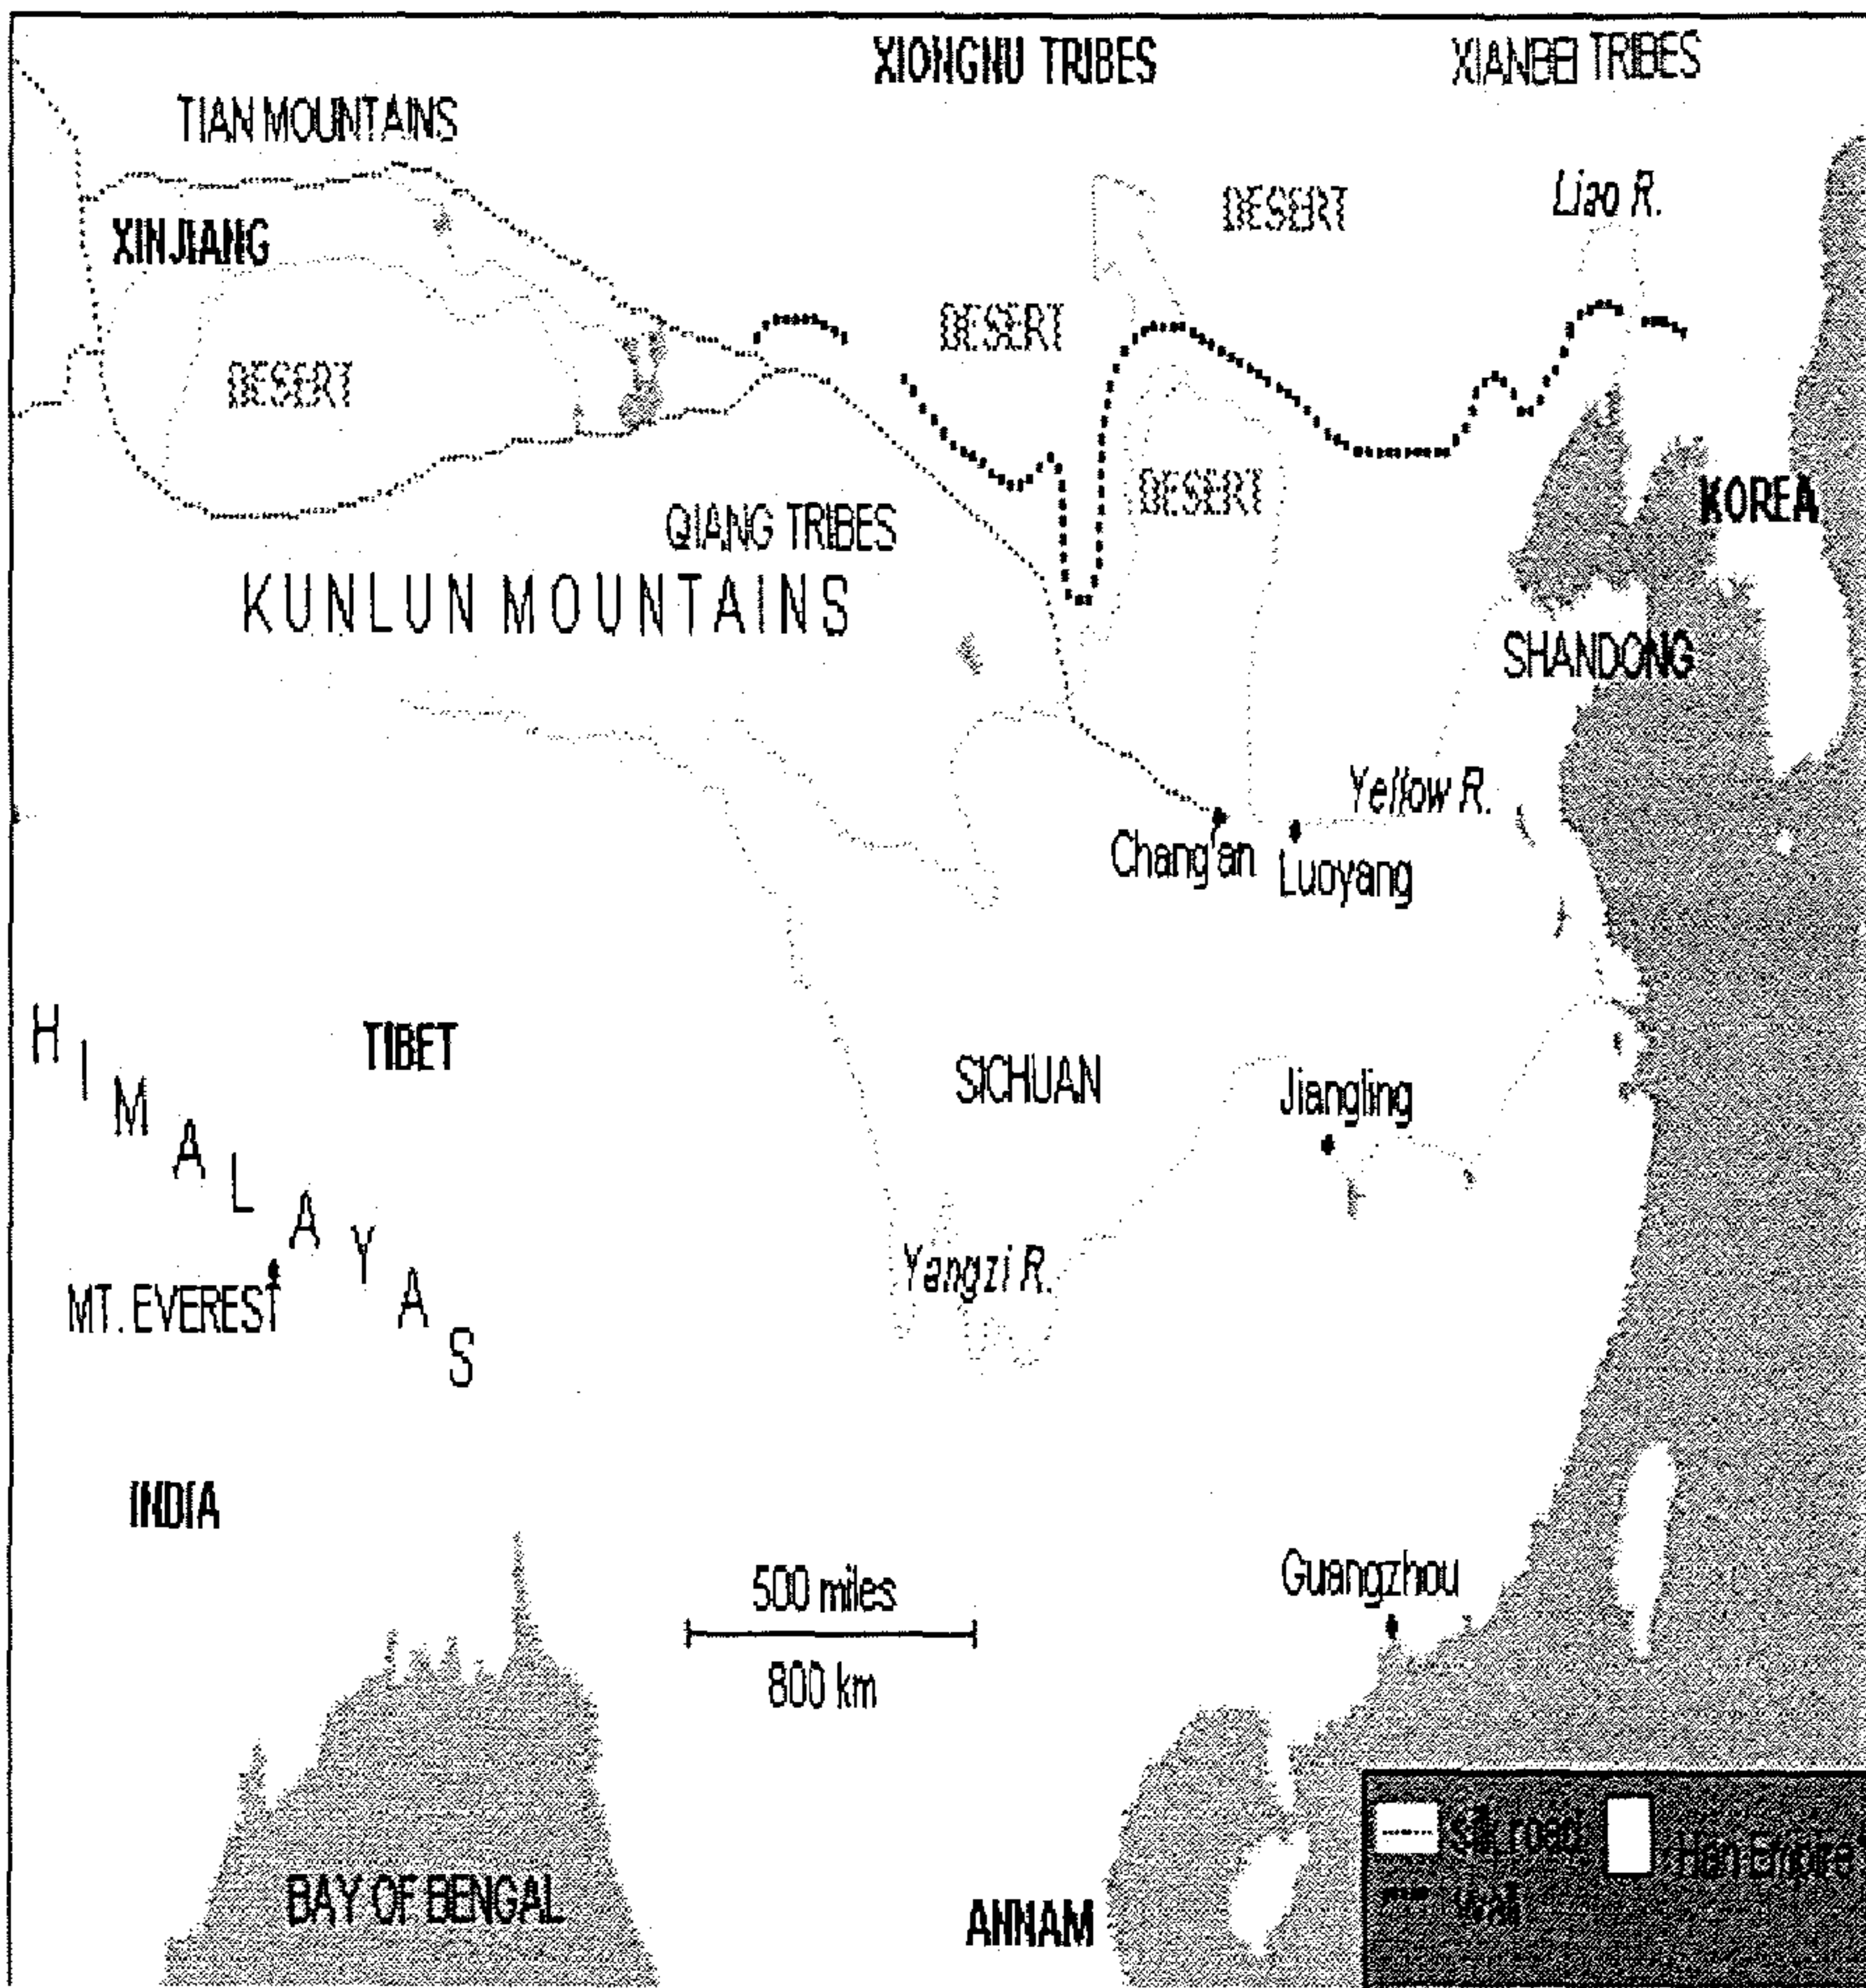 XIONGNU TRIBES
XIANBEI TRIBES
TIAN MOUNTAINS
DESERT
Liao R.
XINJIANG
DESERT
DESERT
DESERT
KOREA
QIANG TRIBES
KUNLUN MOUNTAINS
SHANDONG
Yellow R.
Chang'an
Luoyang
HIMALAYAS
TIBET
SICHUAN
Jiangling
Yangzi R.
MT. EVEREST
INDIA
500 miles
800 km
Guangzhou
silk road
Han Empire
wall
BAY OF BENGAL
ANNAM